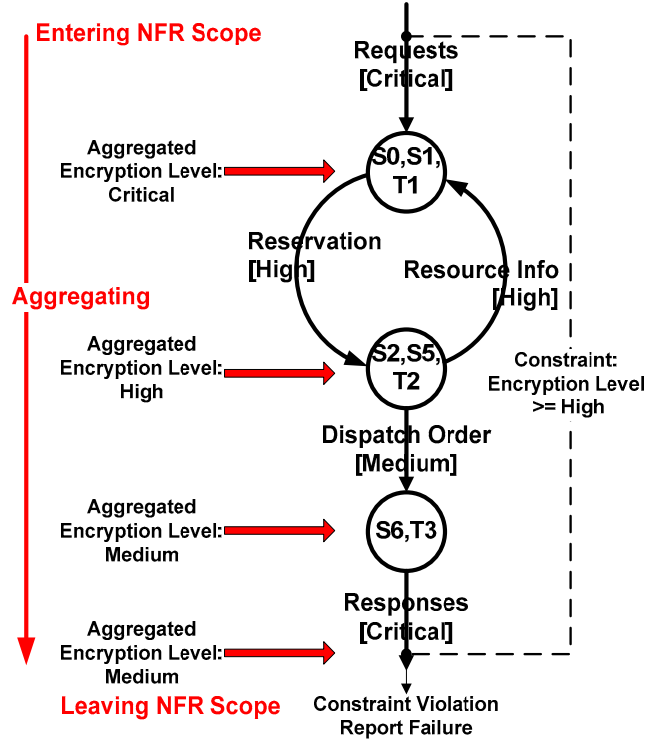 Entering NFR Scope
Requests
[Critical]
Aggregated
Encryption Level:
Critical
S0,S1,
T1
Reservation
[High]
Resource Info
[High]
Aggregating
Aggregated
Encryption Level:
High
S2,S5,
T2
Constraint:
Encryption Level
>= High
Dispatch Order
[Medium]
Aggregated
Encryption Level:
Medium
S6,T3
Responses
[Critical]
Aggregated
Encryption Level:
Medium
Leaving NFR Scope
Constraint Violation
Report Failure